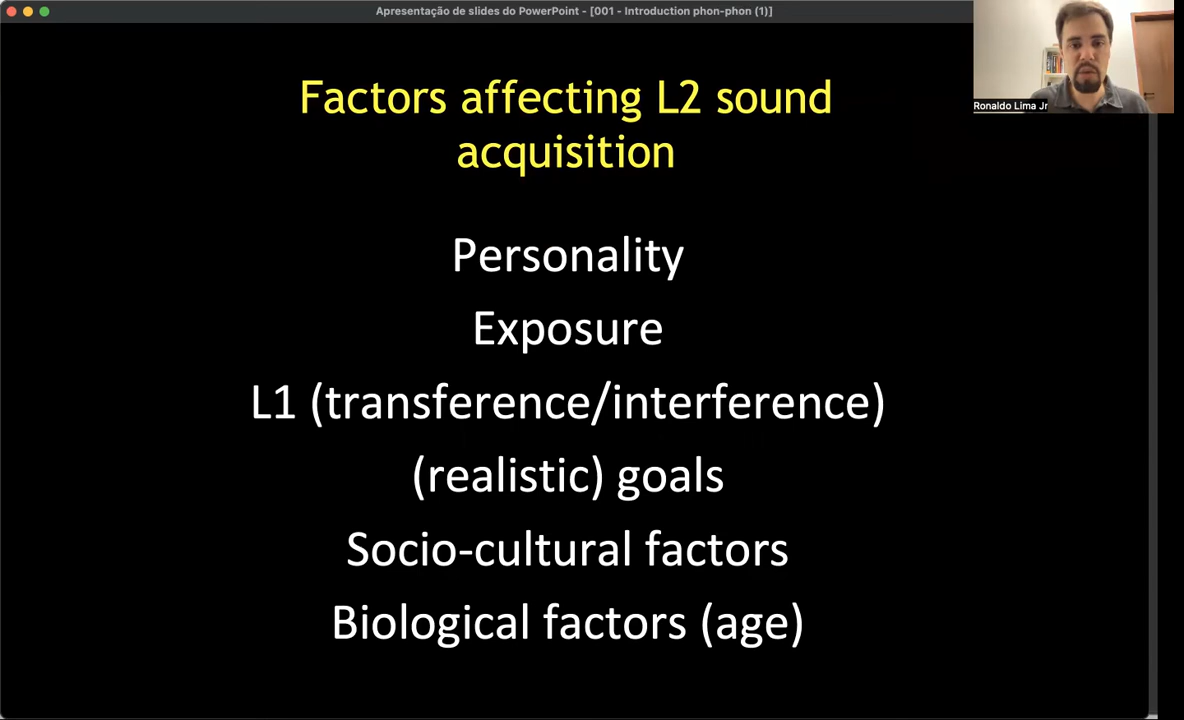 Apresentação de slides do PowerPoint - [001 - Introduction phon-phon (1)]
Ronaldo Lima Jr
Factors affecting L2 sound
acquisition
Personality
Exposure
L1 (transference/interference)
(realistic) goals
Socio-cultural factors
Biological factors (age)